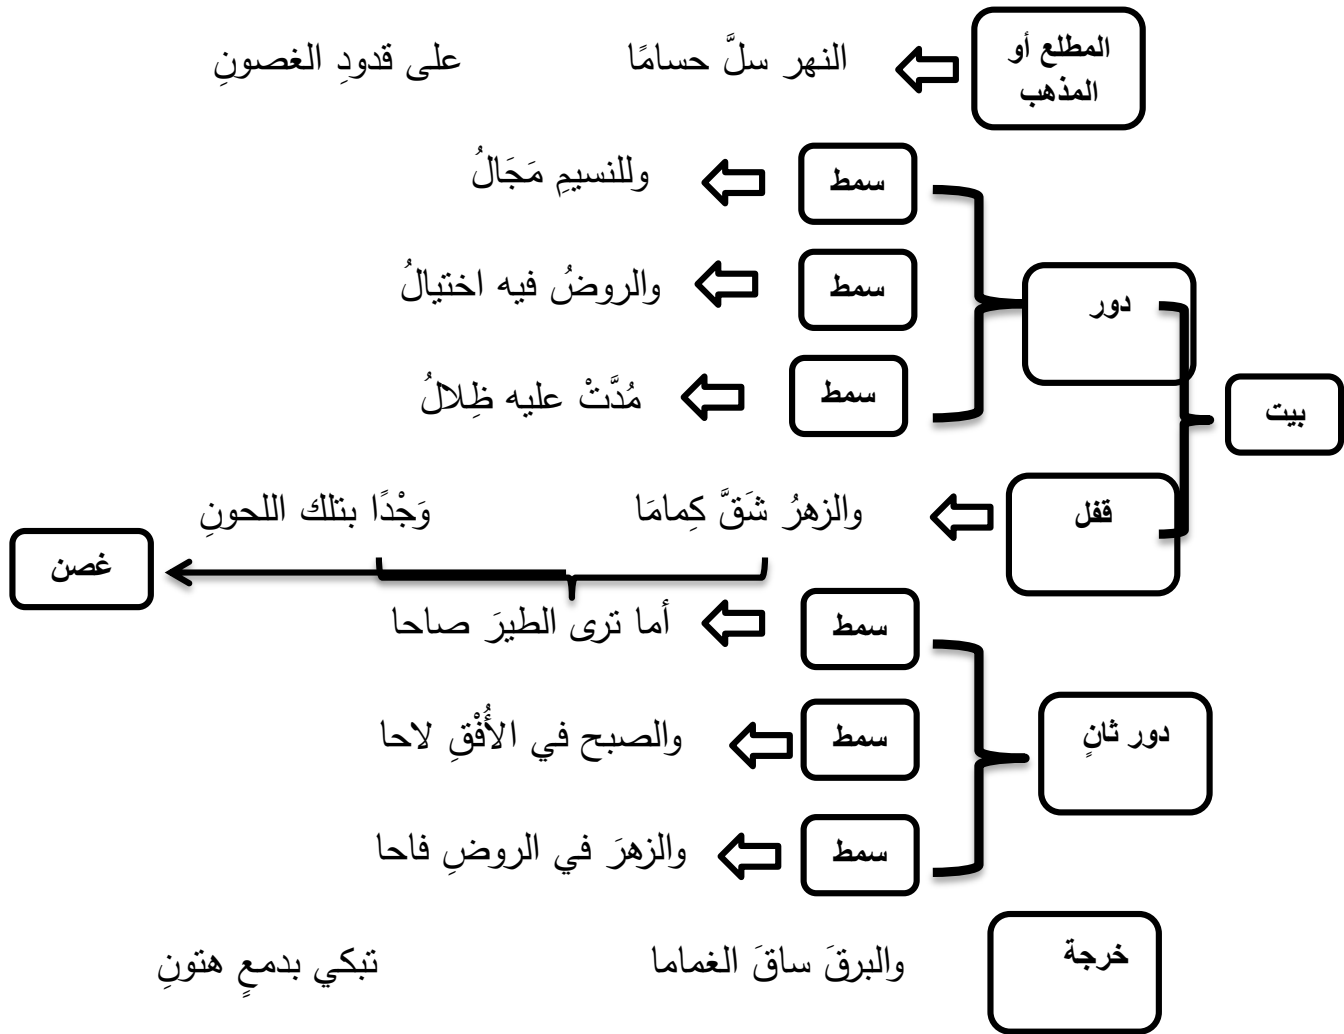 المطلع أو المذهب النهر سلَّ حسامًا على قدودِ الغصونِ
سمط وللنسيمِ مَجَالُ
دور سمط والروضُ فيه اختيالُ
بيت سمط مُدَّتْ عليه ظِلالُ
قفل والزهرُ شَقَّ كِمامَا وَجْدًا بتلك اللحونِ
غصن
سمط أما ترى الطيرَ صاحا
دور ثانٍ سمط والصبح في الأُفْقِ لاحا
سمط والزهرَ في الروضِ فاحا
خرجة والبرقَ ساقَ الغماما تبكي بدمعٍ هتونِ